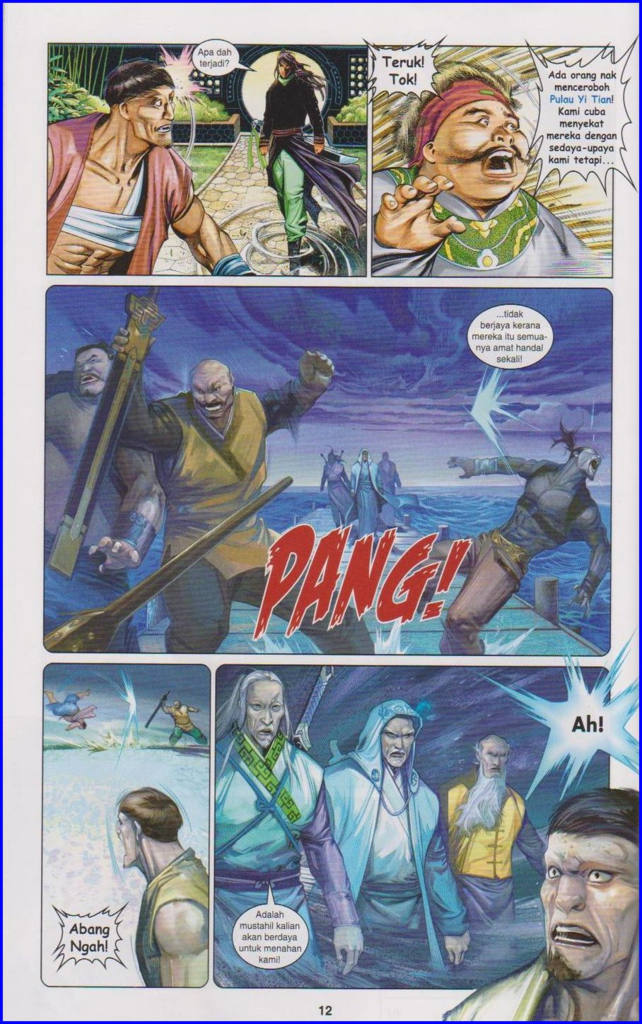 Apa dah
terjadi?
Teruk!
Tok!
Ada orang nak
menceroboh
Pulau Yi Tian!
Kami cuba
menyekat
mereka dengan
sedaya-upaya
kami tetapi...
...tidak
berjaya kerana
mereka itu semua-
nya amat handal
sekali!
PANG!
Abang
Ngah!
Adalah
mustahil kalian
akan berdaya
untuk menahan
kami!
Ah!
12